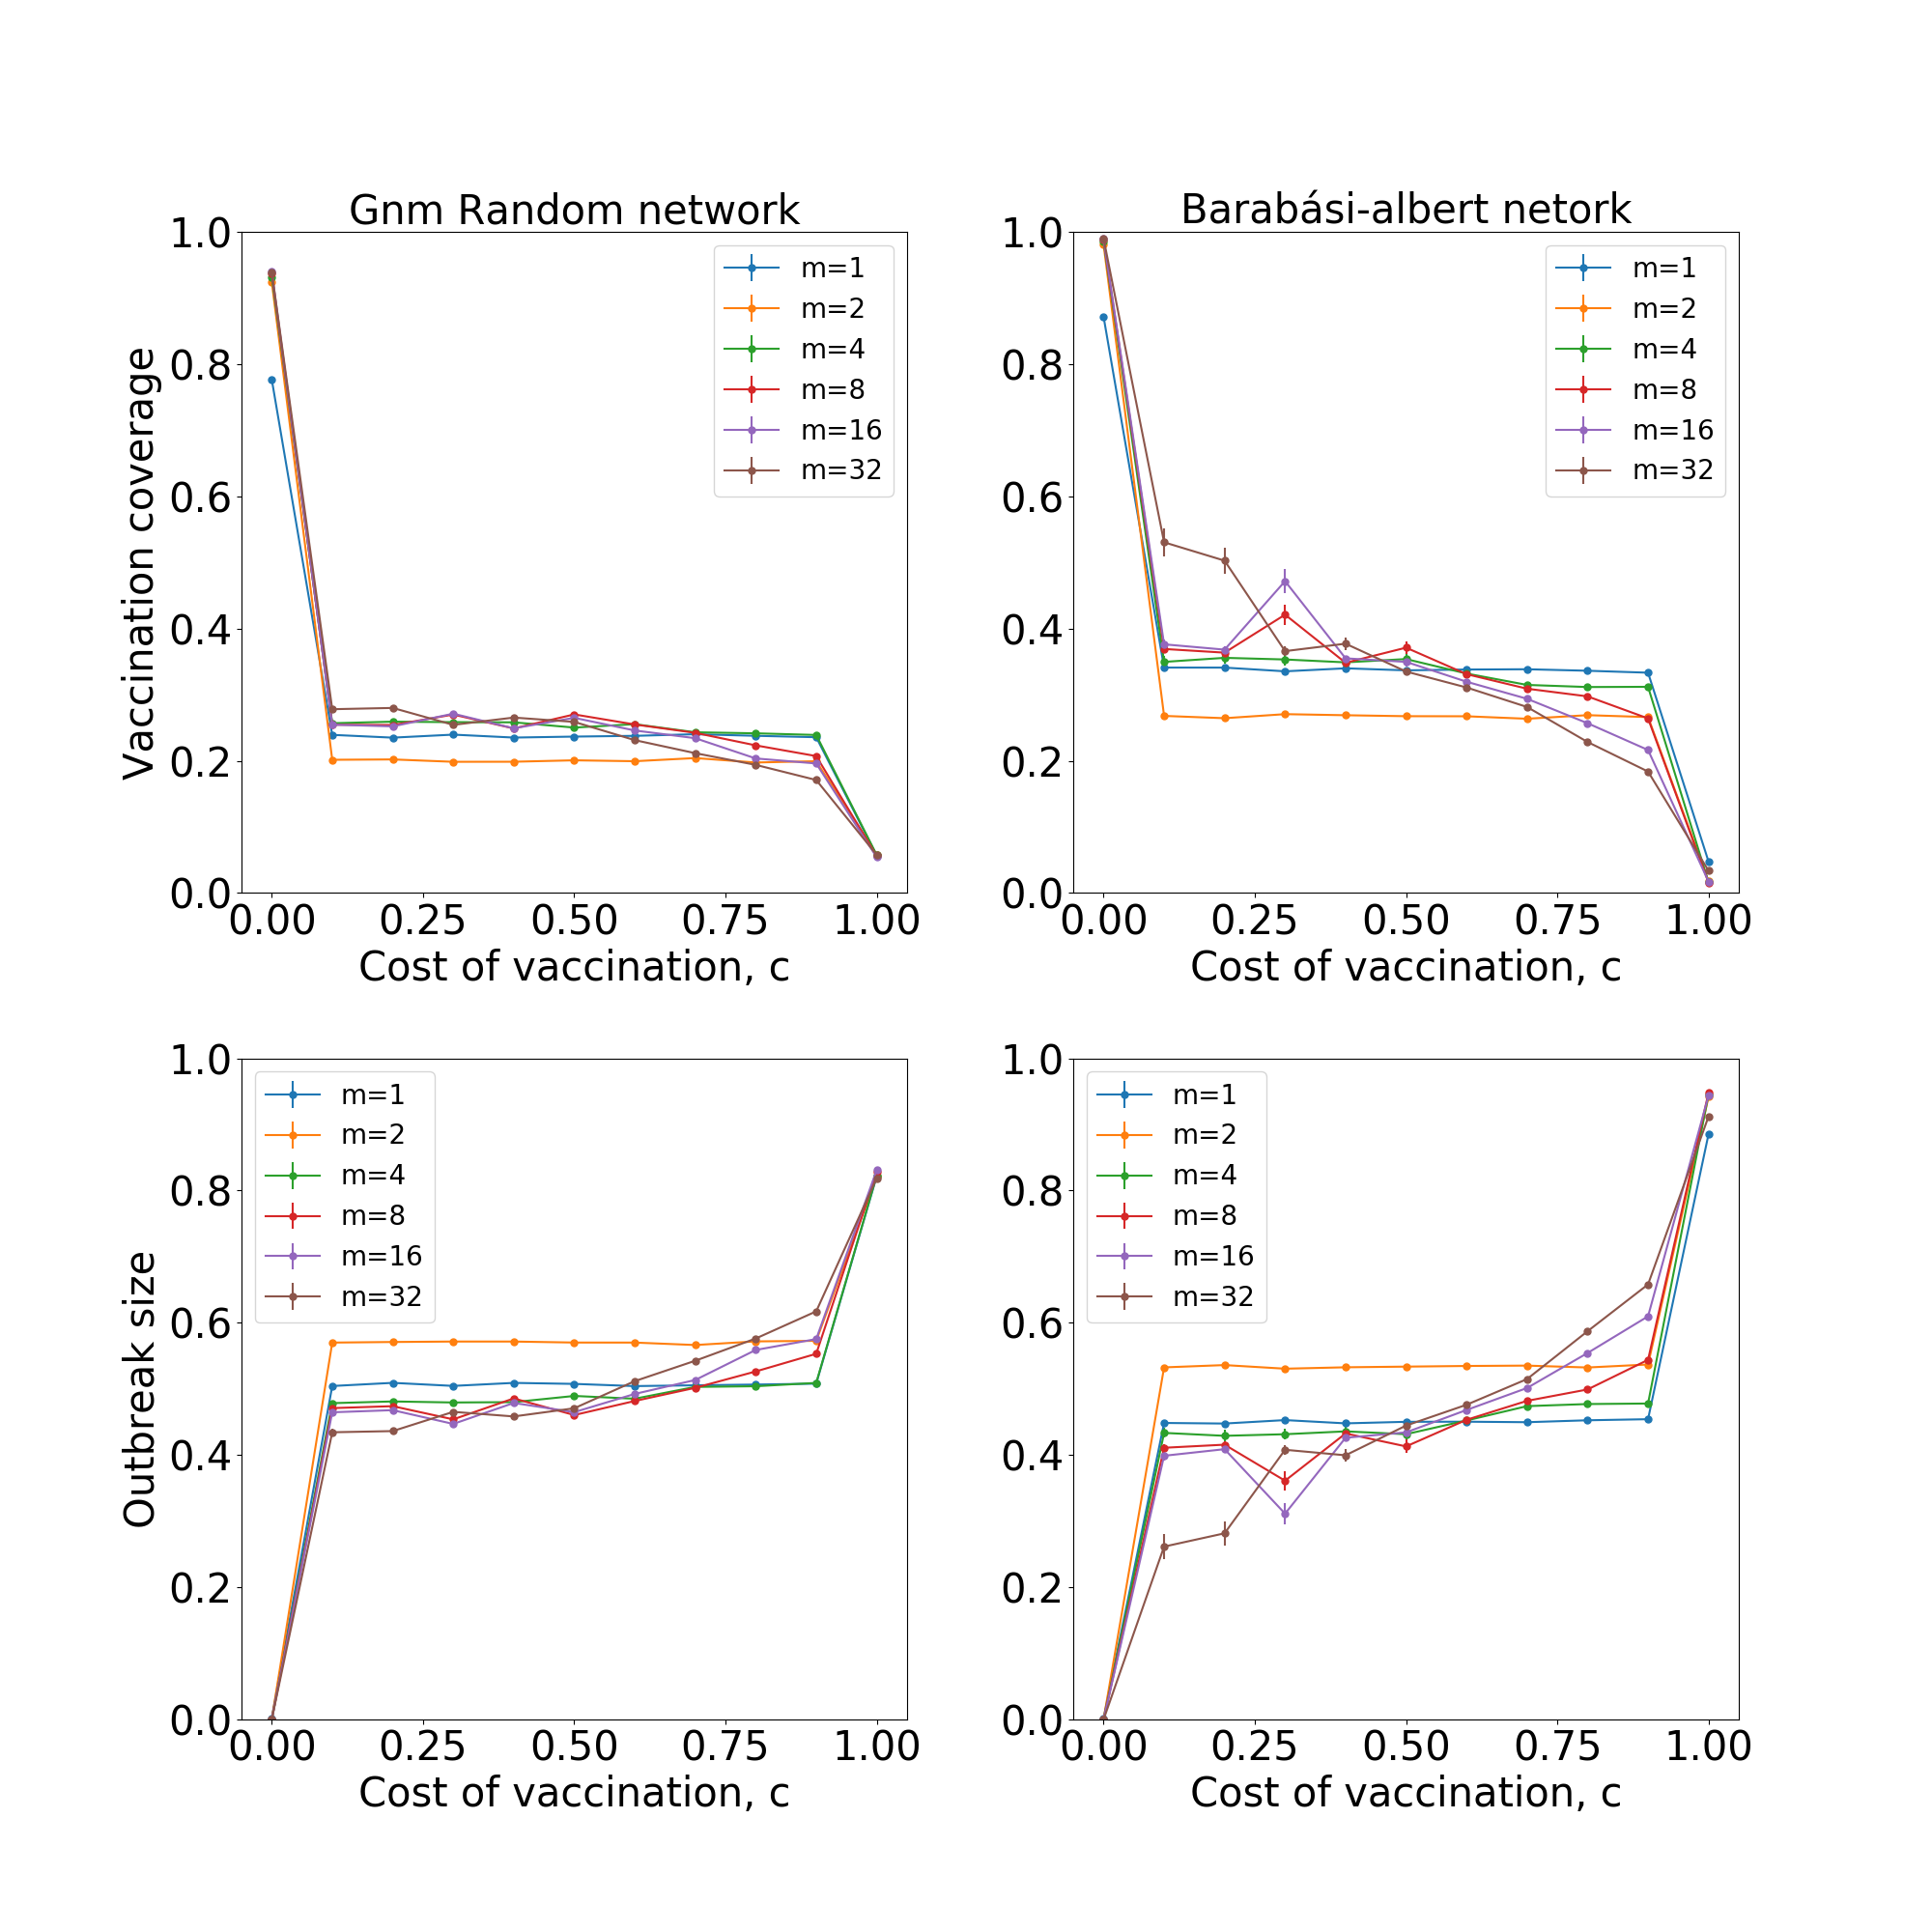 Gnm Random network
Vaccination coverage
1.0
0.8
0.6
0.4
0.2
0.0
m=1
m=2
m=4
m=8
m=16
m=32
0.00 0.25 0.50 0.75 1.00
Cost of vaccination, c
Barabási-albert netork
1.0
0.8
0.6
0.4
0.2
0.0
m=1
m=2
m=4
m=8
m=16
m=32
0.00 0.25 0.50 0.75 1.00
Cost of vaccination, c
Outbreak size
1.0
0.8
0.6
0.4
0.2
0.0
m=1
m=2
m=4
m=8
m=16
m=32
0.00 0.25 0.50 0.75 1.00
Cost of vaccination, c
1.0
0.8
0.6
0.4
0.2
0.0
m=1
m=2
m=4
m=8
m=16
m=32
0.00 0.25 0.50 0.75 1.00
Cost of vaccination, c